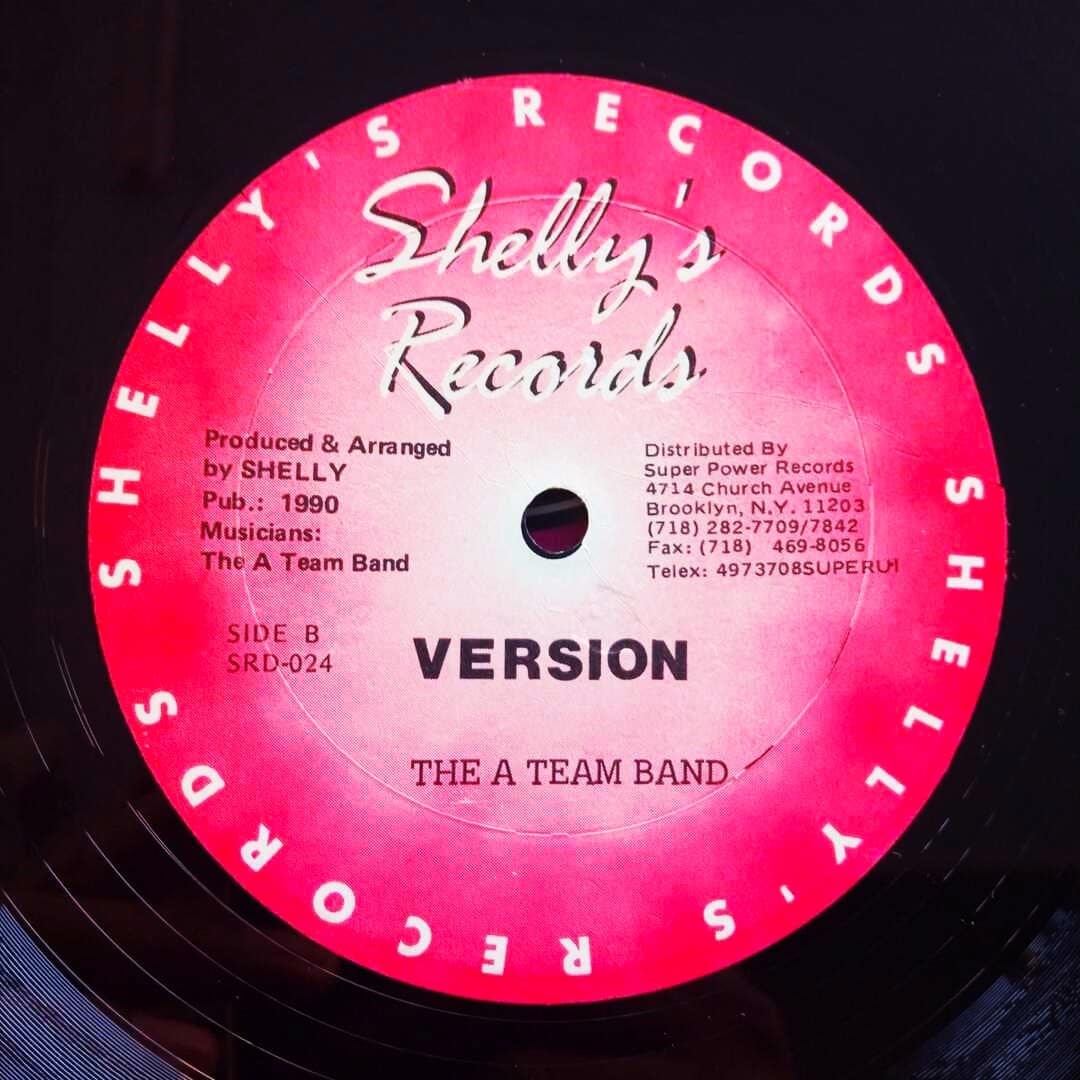 SHELLY'S RECORDS SHELLY'S RECORDS
Shelly's
Records
Produced & Arranged
by SHELLY
Pub.: 1990
Musicians:
The A Team Band
Distributed By
Super Power Records
4714 Church Avenue
Brooklyn, N.Y. 11203
(718) 282-7709/7842
Fax: (718) 469-8056
Telex: 4973708SUPERUI
SIDE B
SRD-024
VERSION
THE A TEAM BAND